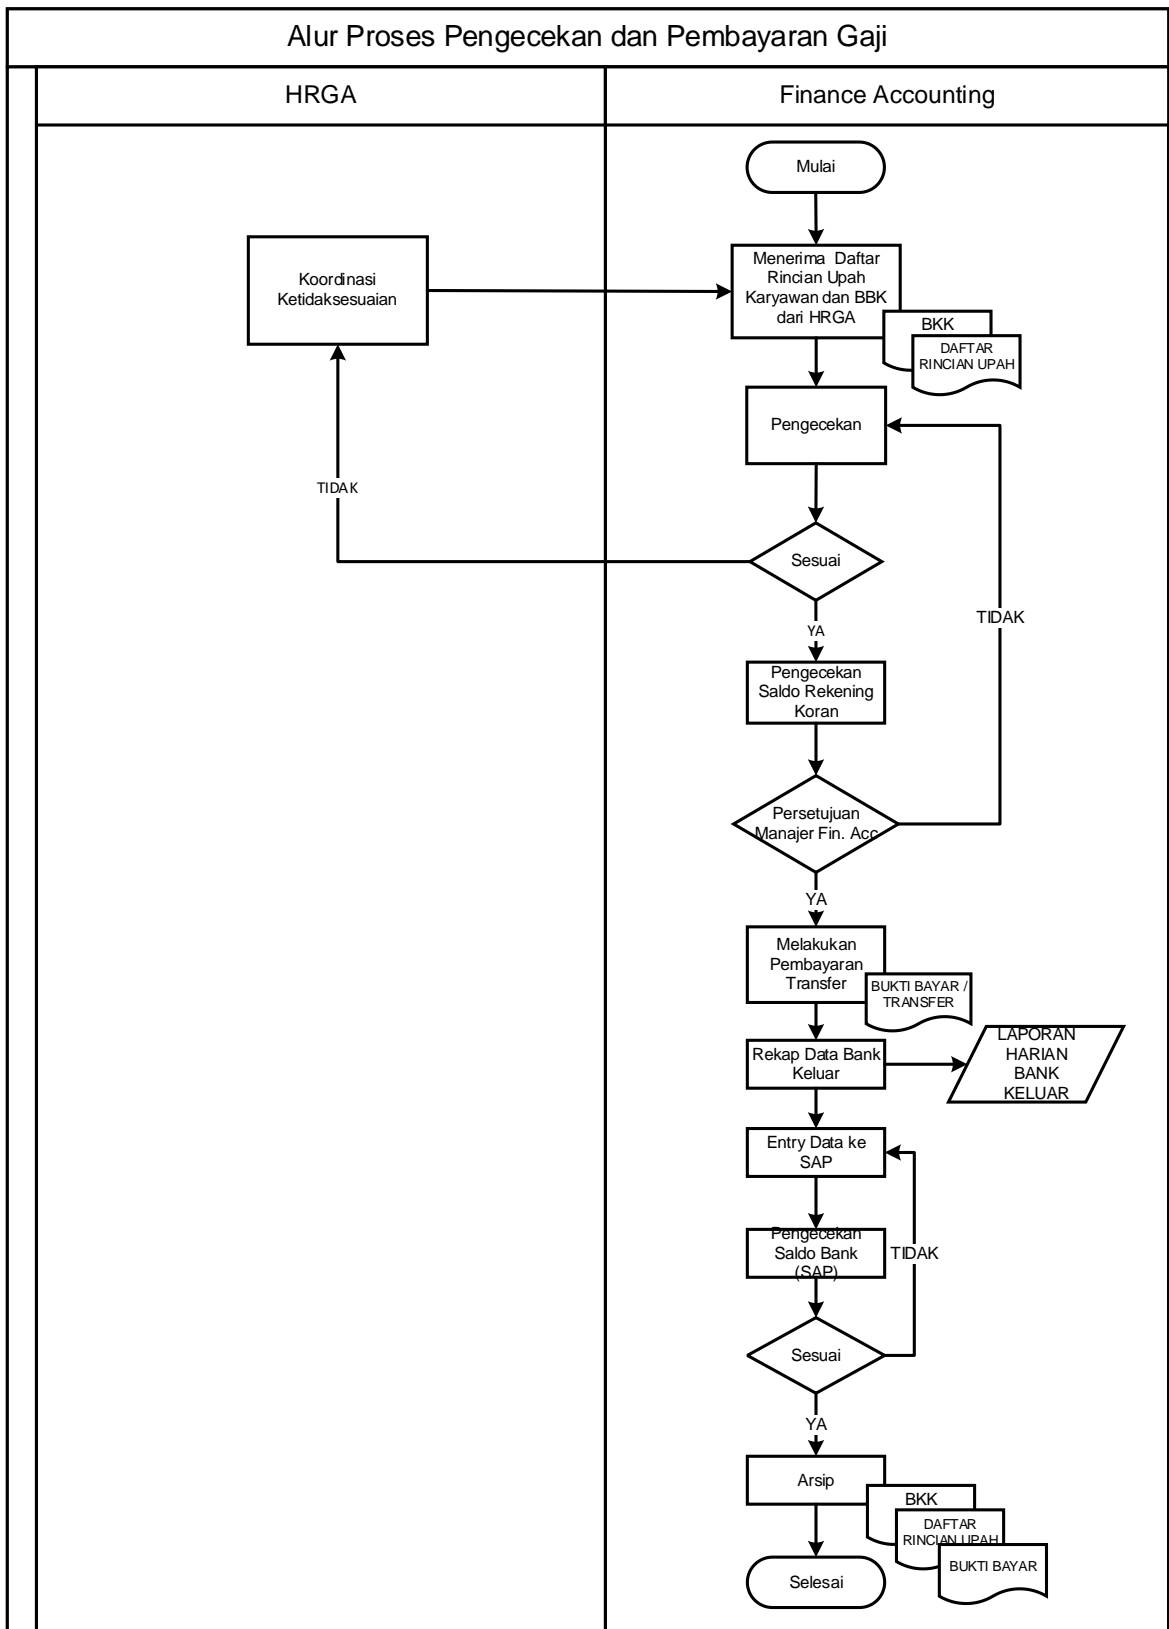 Alur Proses Pengecekan dan Pembayaran Gaji
HRGA
Finance Accounting
Mulai
Koordinasi
Ketidaksesuaian
Menerima Daftar
Rincian Upah
Karyawan dan BBK
dari HRGA
BKK
DAFTAR
RINCIAN UPAH
Pengecekan
TIDAK
Sesuai
TIDAK
YA
Pengecekan
Saldo Rekening
Koran
Persetujuan
Manajer Fin. Acc
YA
Melakukan
Pembayaran
Transfer
BUKTI BAYAR /
TRANSFER
Rekap Data Bank
Keluar
LAPORAN
HARIAN
BANK
KELUAR
Entry Data ke
SAP
Pengecekan
Saldo Bank
(SAP)
TIDAK
Sesuai
YA
Arsip
BKK
DAFTAR
RINCIAN UPAH
BUKTI BAYAR
Selesai